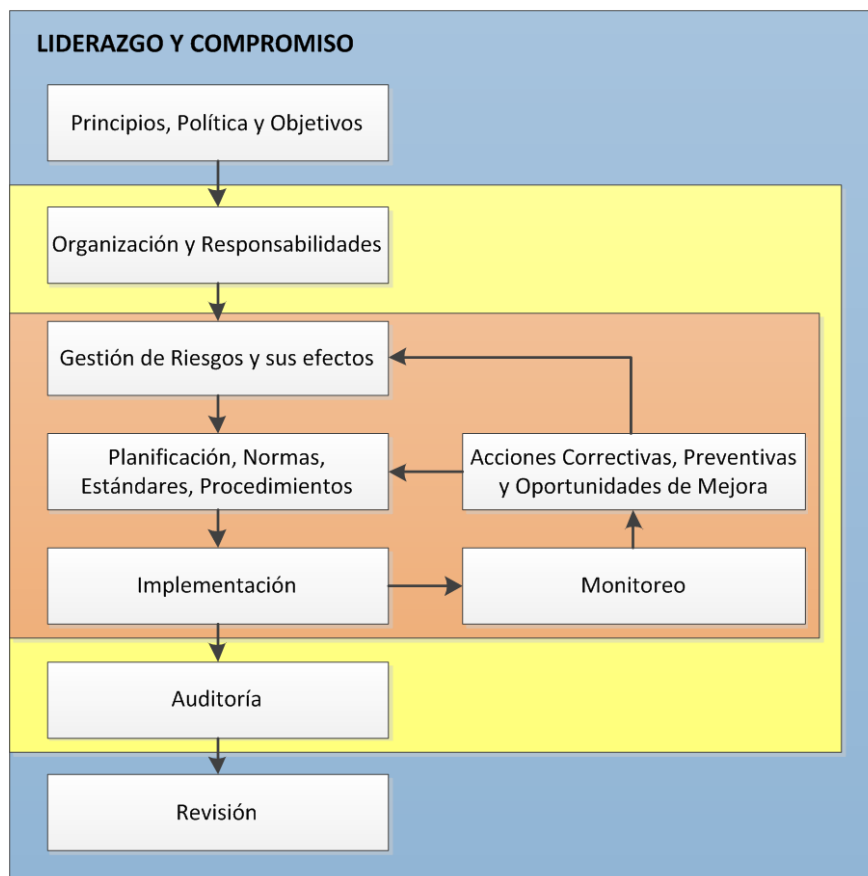 LIDERAZGO Y COMPROMISO
Principios, Política y Objetivos
Organización y Responsabilidades
Gestión de Riesgos y sus efectos
Planificación, Normas,
Estándares, Procedimientos
Acciones Correctivas, Preventivas
y Oportunidades de Mejora
Implementación
Monitoreo
Auditoría
Revisión